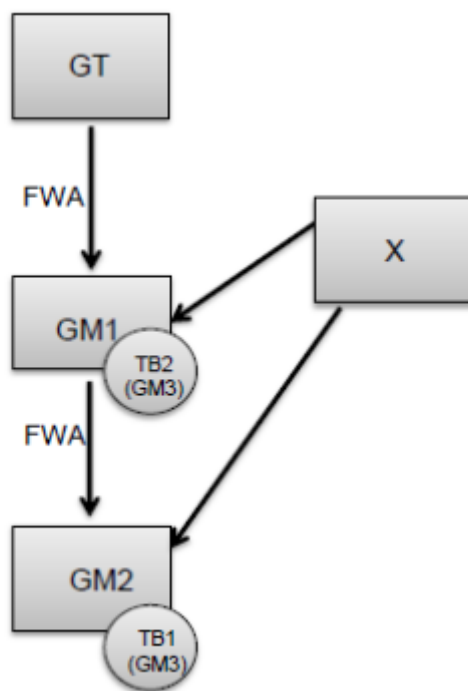 GT
FWA
X
GM1
TB2
(GM3)
FWA
GM2
TB1
(GM3)